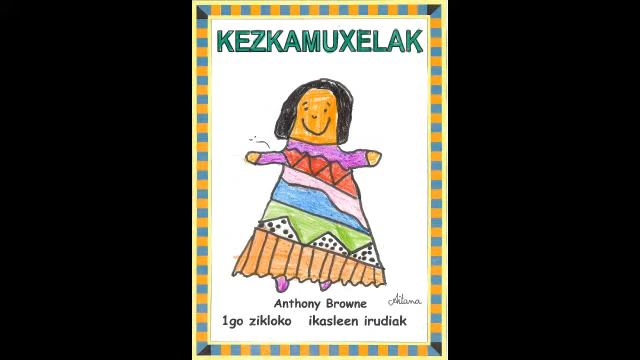 KEZKAMUXELAK
Anthony Browne
Aitana
1go zikloko ikasleen irudiak